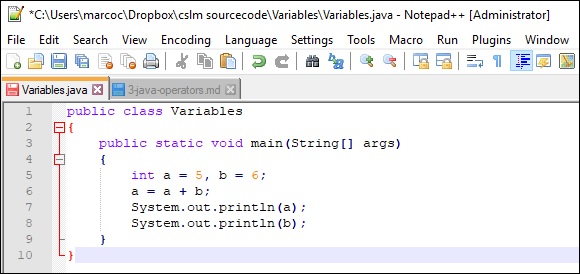 *C:\Users\marcoc\Dropbox\cslm sourcecode\Variables\Variables.java - Notepad++ [Administrator]
File Edit Search View Encoding Language Settings Tools Macro Run Plugins Window
Variables.java 3-java-operators.md
1 public class Variables
2 {
3 public static void main(String[] args)
4 {
5 int a = 5, b = 6;
6 a = a + b;
7 System.out.println(a);
8 System.out.println(b);
9 }
10 }